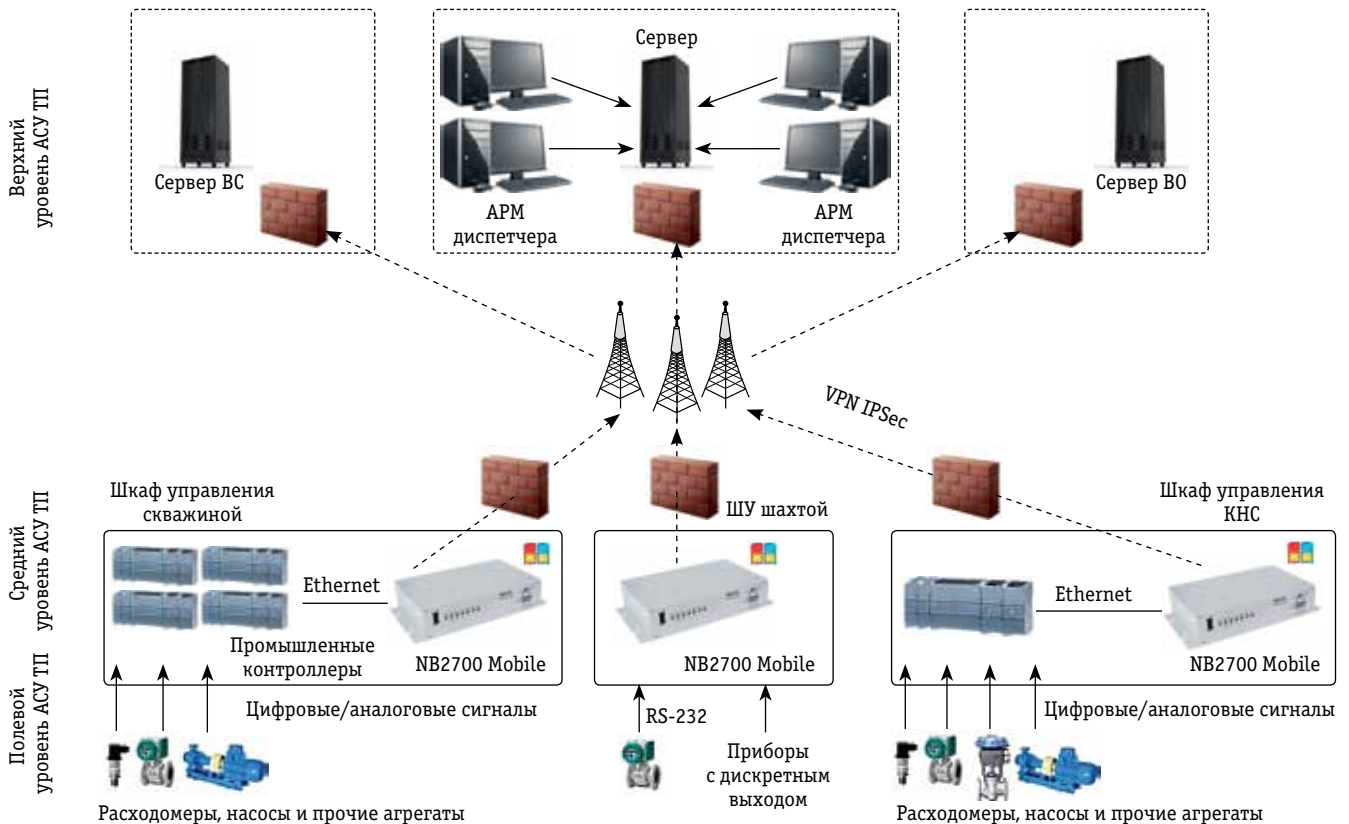 Верхний
уровень АСУ ТП
Сервер
Сервер ВС
Сервер ВО
АРМ
диспетчера
АРМ
диспетчера
VPN IPSec
Средний
уровень АСУ ТП
Шкаф управления
скважиной
ШУ шахтой
Шкаф управления
КНС
Ethernet
Ethernet
Промышленные
контроллеры
NB2700 Mobile
NB2700 Mobile
NB2700 Mobile
Полевой
уровень АСУ ТП
Цифровые/аналоговые сигналы
RS-232
Цифровые/аналоговые сигналы
Приборы
с дискретным
выходом
Расходомеры, насосы и прочие агрегаты
Расходомеры, насосы и прочие агрегаты